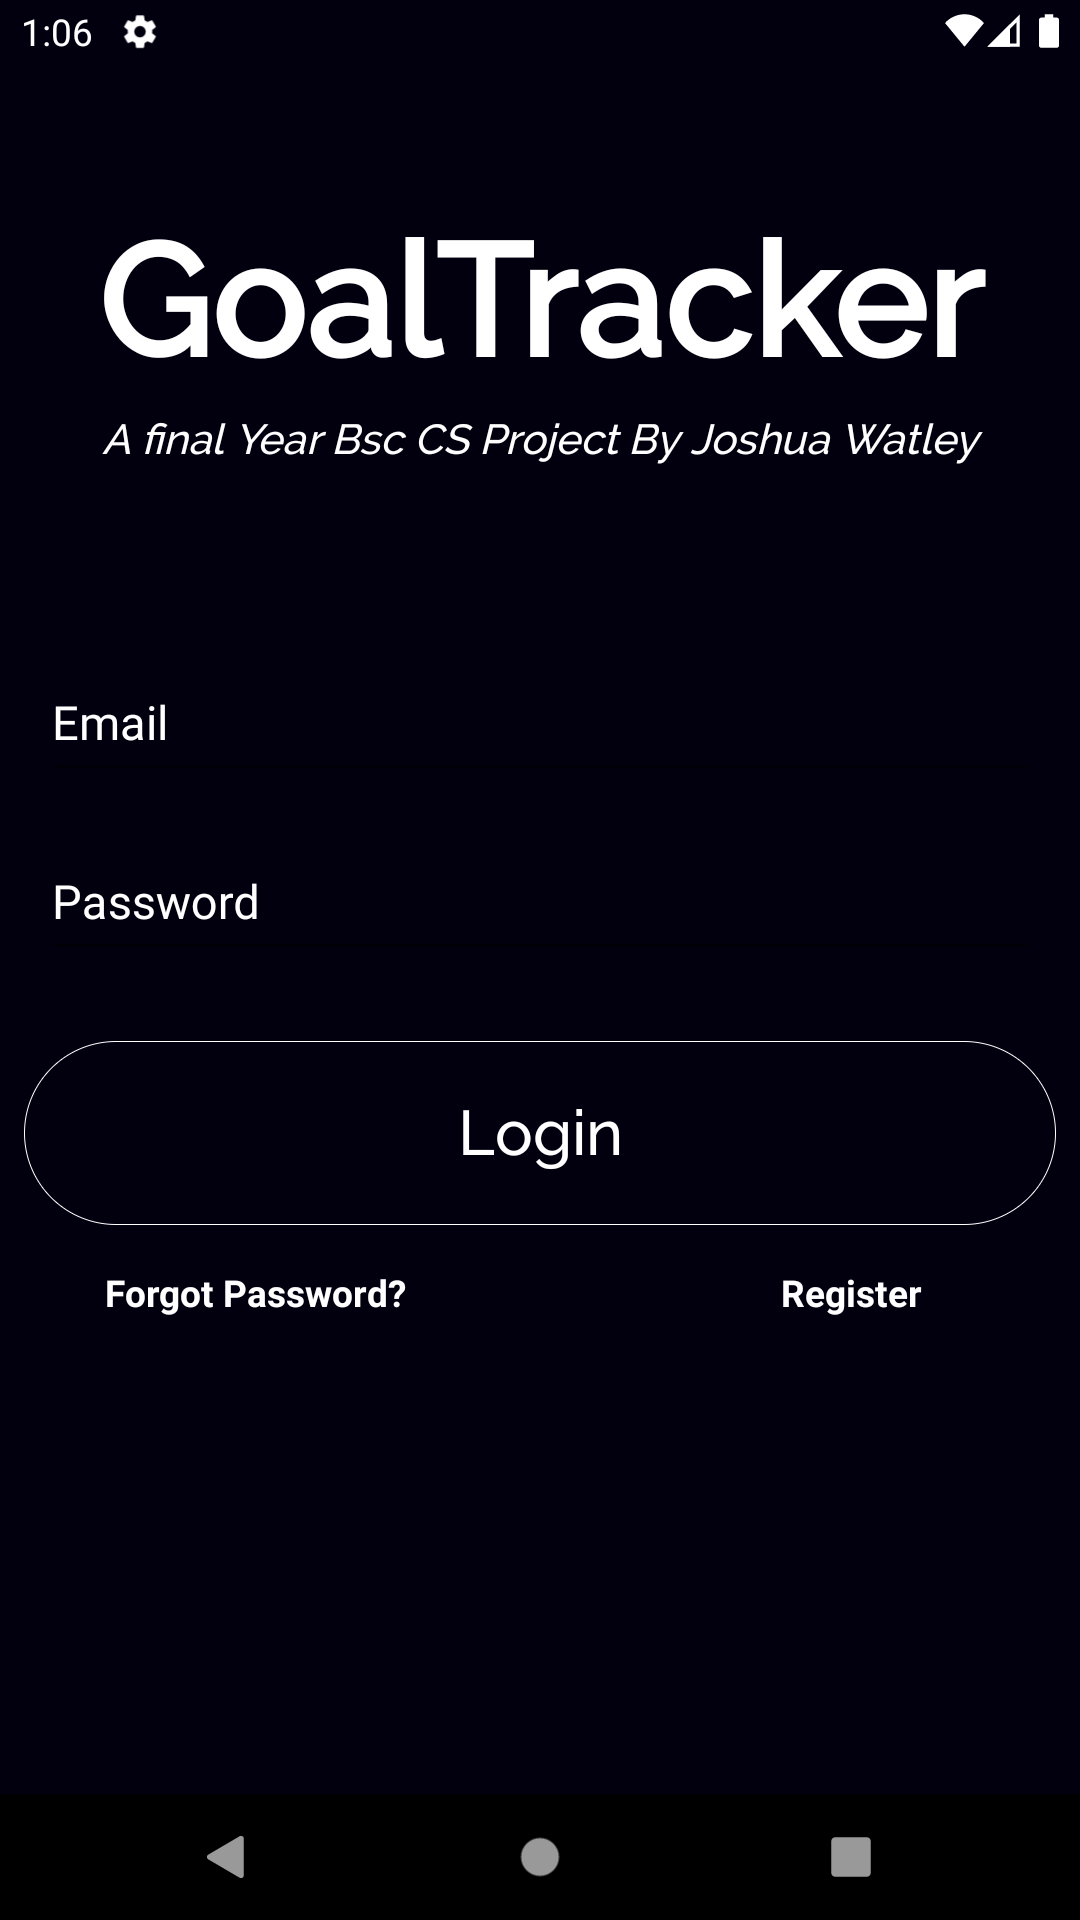 1:06
GoalTracker
A final Year Bsc CS Project By Joshua Watley
Email
Password
Login
Forgot Password? Register